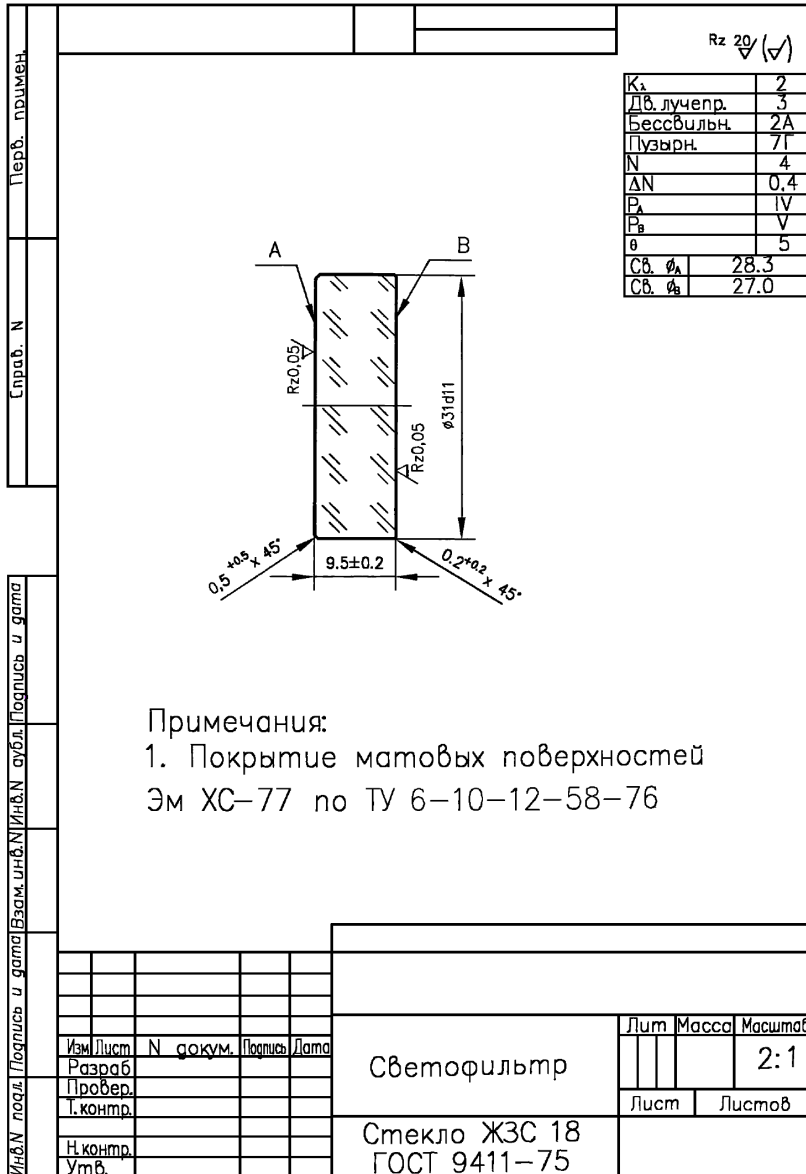 Перв. примен.
Справ. N
Подпись и дата
Инв.N дубл.
Взам. инв.N
Подпись и дата
Инв.N подл.
Rz 20 (√)
Kλ 2
Дв. лучепр. 3
Бессвильн. 2А
Пузырн. 7Г
N 4
ΔN 0,4
PA IV
PB V
θ 5
Св. ØA 28.3
Св. ØB 27.0
A
B
Rz0,05
Rz0,05
ø31d11
9.5±0.2
0,5 +0.5 x 45°
0.2+0.2 x 45°
Примечания:
1. Покрытие матовых поверхностей
Эм ХС-77 по ТУ 6-10-12-58-76
Изм Лист N докум. Подпись Дата
Разраб
Провер.
Т.контр.
Н.контр.
Утв.
Светофильтр
Стекло ЖЗС 18
ГОСТ 9411-75
Лит Масса Масштаб
2:1
Лист Листов